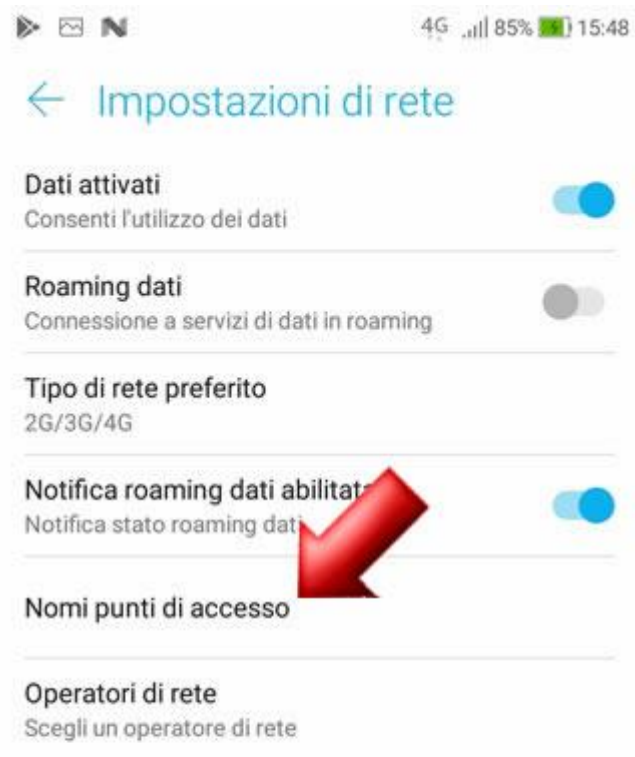 4G 85% 15:48
Impostazioni di rete
Dati attivati
Consenti l'utilizzo dei dati
Roaming dati
Connessione a servizi di dati in roaming
Tipo di rete preferito
2G/3G/4G
Notifica roaming dati abilitata
Notifica stato roaming dati
Nomi punti di accesso
Operatori di rete
Scegli un operatore di rete